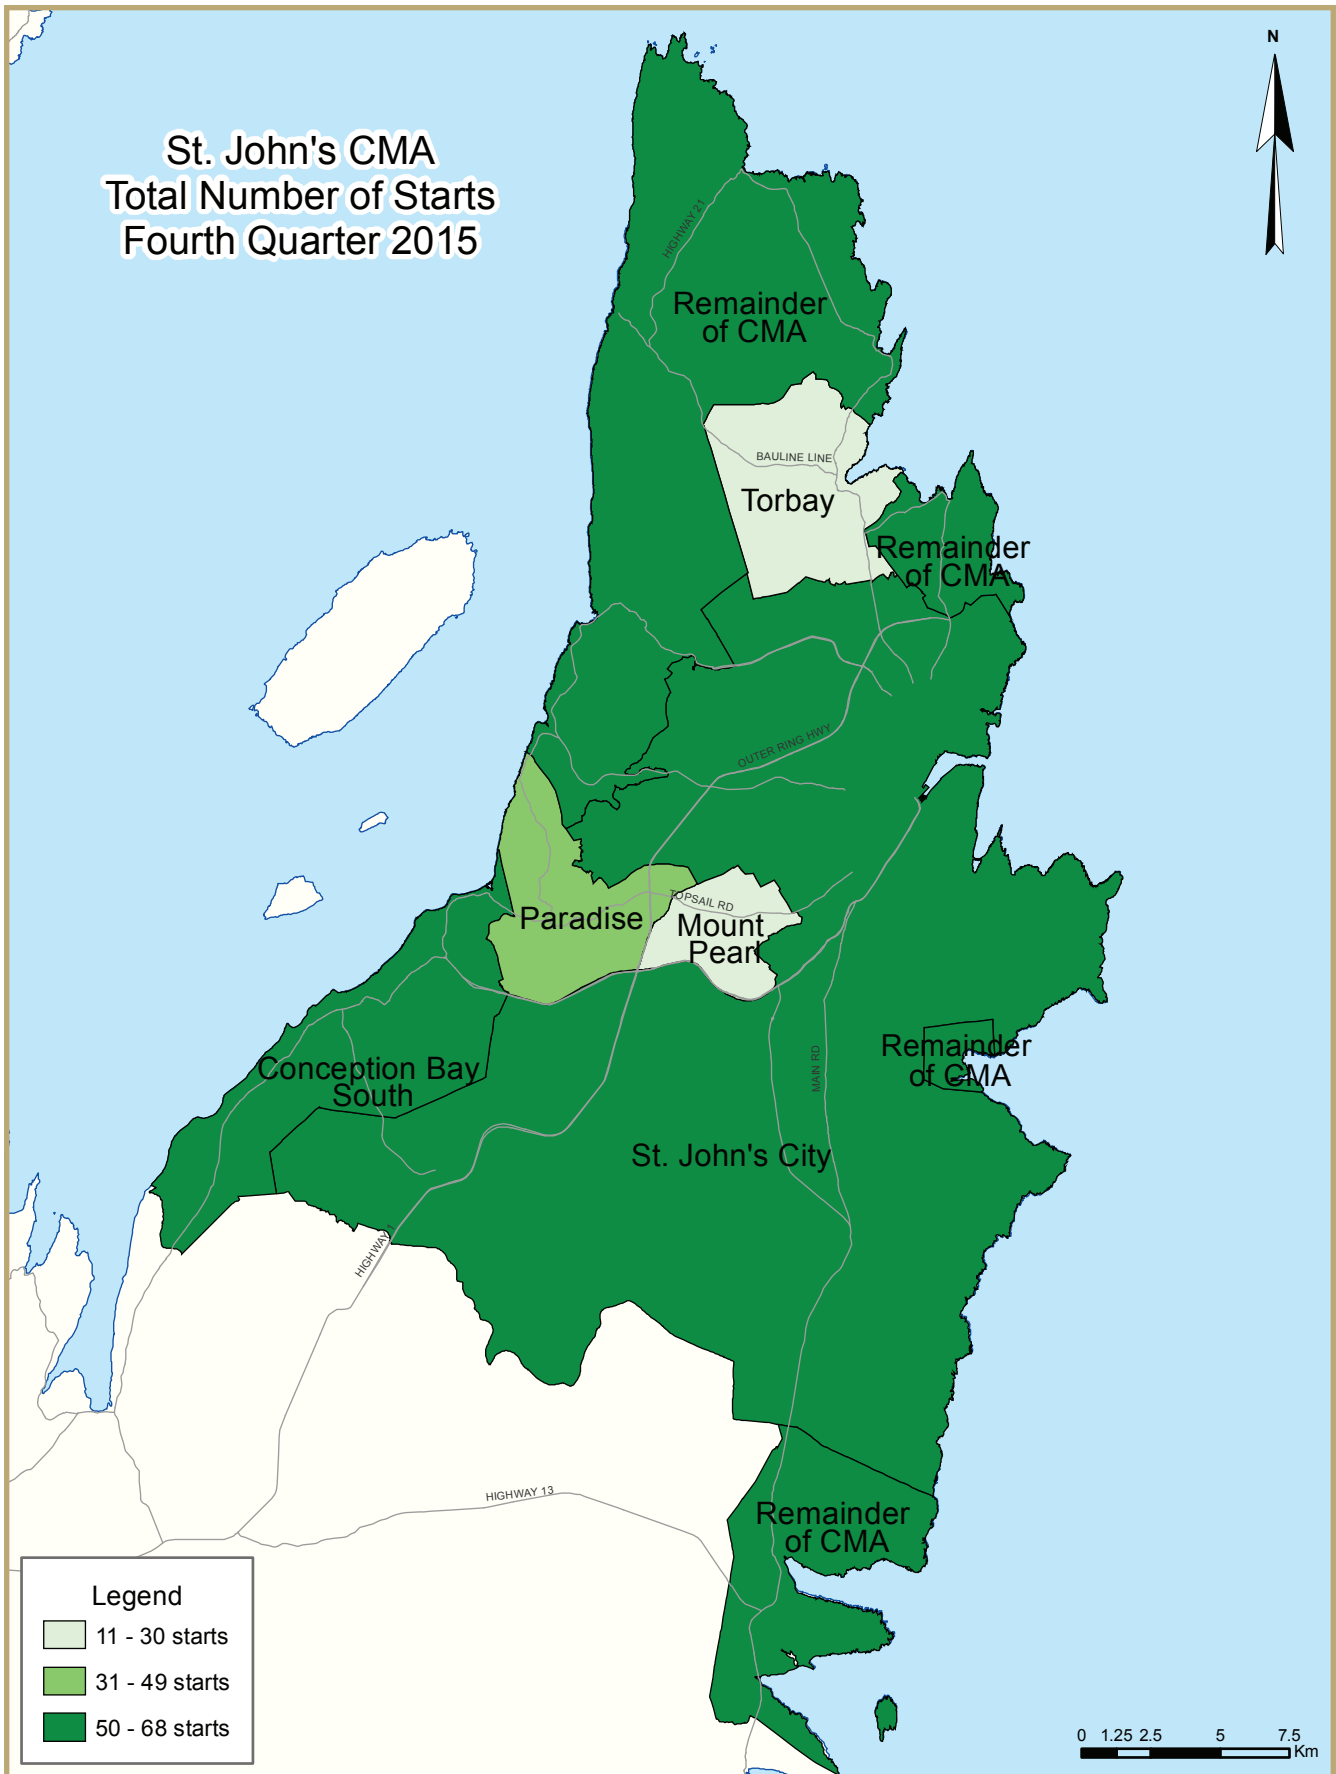 St. John's CMA
Total Number of Starts
Fourth Quarter 2015
N
HIGHWAY 21
Remainder
of CMA
BAULINE LINE
Torbay
Remainder
of CMA
OUTER RING HWY
TOPSAIL RD
Paradise
Mount
Pearl
Remainder
of CMA
MAIN RD
Conception Bay
South
St. John's City
HIGHWAY 1
HIGHWAY 13
Remainder
of CMA
Legend
11 - 30 starts
31 - 49 starts
50 - 68 starts
0 1.25 2.5 5 7.5
Km